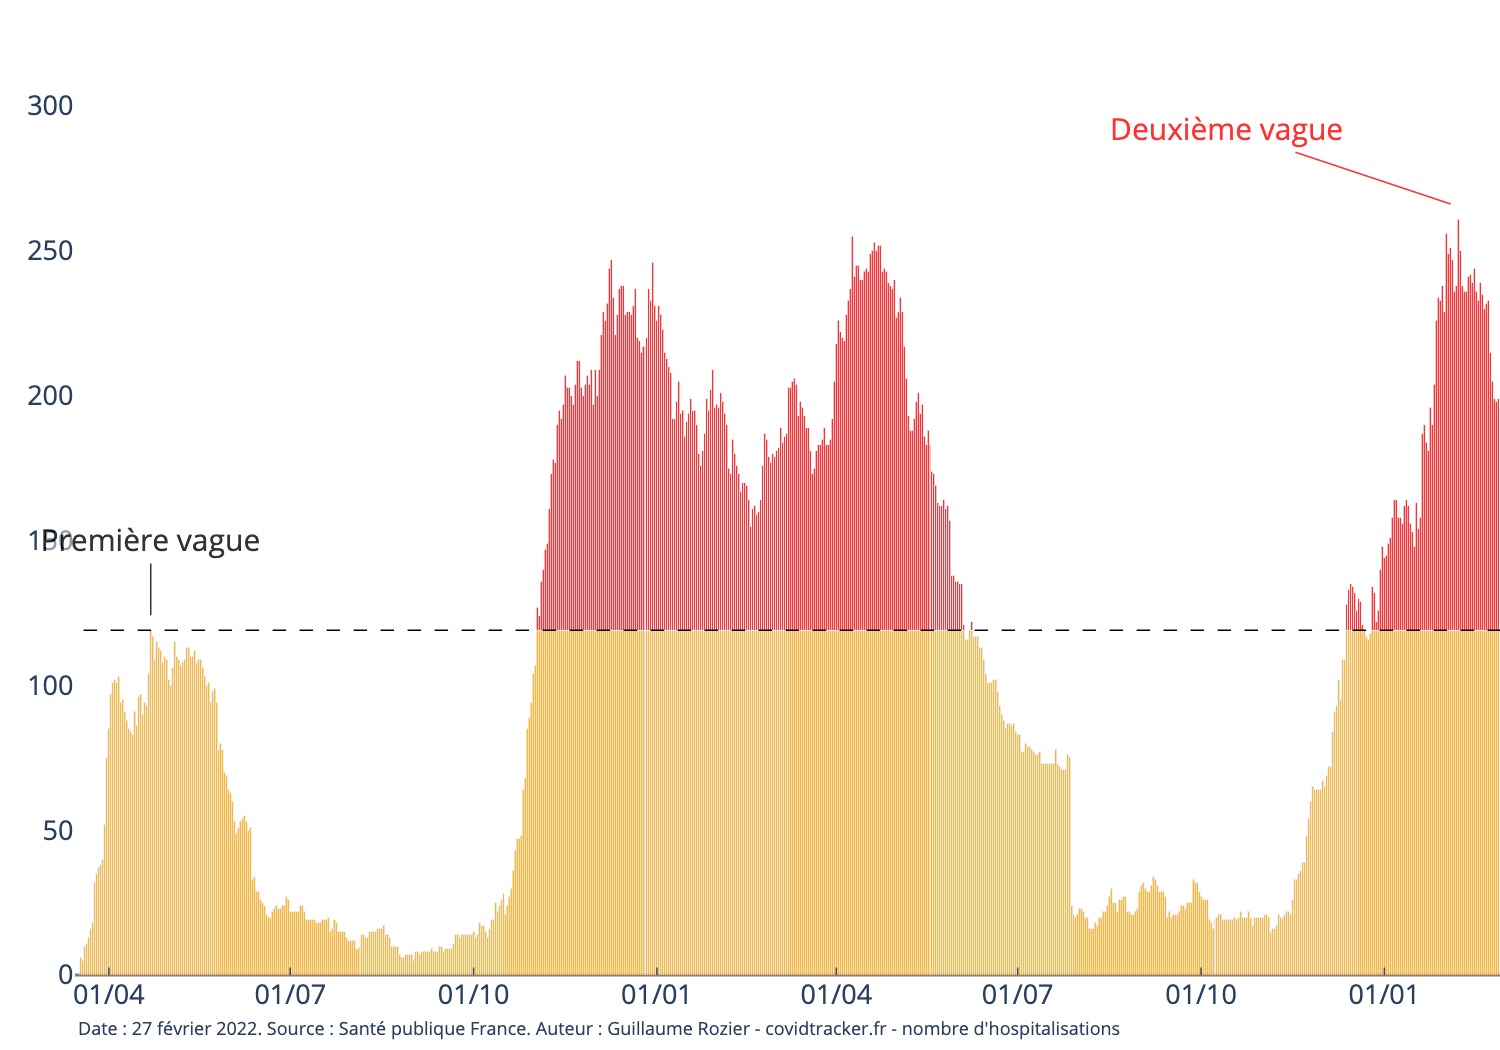 300
Deuxième vague
250
200
150
Première vague
100
50
0
01/04 01/07 01/10 01/01 01/04 01/07 01/10 01/01
Date : 27 février 2022. Source : Santé publique France. Auteur : Guillaume Rozier - covidtracker.fr - nombre d'hospitalisations